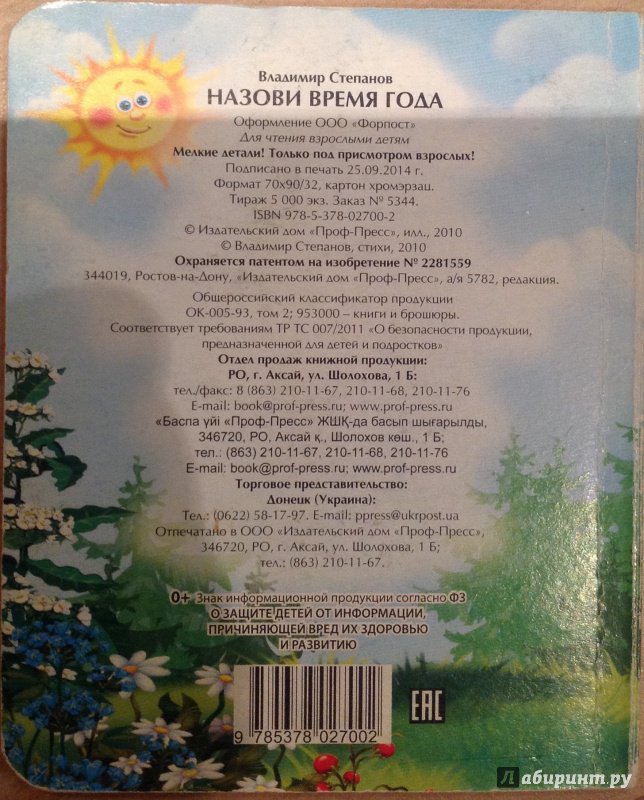 Владимир Степанов
НАЗОВИ ВРЕМЯ ГОДА
Оформление ООО «Форпост»
Для чтения взрослыми детям
Мелкие детали! Только под присмотром взрослых!
Подписано в печать 25.09.2014 г.
Формат 70х90/32, картон хромэрзац.
Тираж 5 000 экз. Заказ № 5344.
ISBN 978-5-378-02700-2
© Издательский дом «Проф-Пресс», илл., 2010
© Владимир Степанов, стихи, 2010
Охраняется патентом на изобретение № 2281559
344019, Ростов-на-Дону, «Издательский дом «Проф-Пресс», а/я 5782, редакция.
Общероссийский классификатор продукции
ОК-005-93, том 2; 953000 – книги и брошюры.
Соответствует требованиям ТР ТС 007/2011 «О безопасности продукции,
предназначенной для детей и подростков»
Отдел продаж книжной продукции:
РО, г. Аксай, ул. Шолохова, 1 Б;
тел./факс: 8 (863) 210-11-67, 210-11-68, 210-11-76
E-mail: book@prof-press.ru; www.prof-press.ru
«Баспа үйі «Проф-Пресс» ЖШҚ-да басып шығарылды,
346720, РО, Аксай қ., Шолохов көш., 1 Б;
тел.: (863) 210-11-67, 210-11-68, 210-11-76
E-mail: book@prof-press.ru; www.prof-press.ru
Торговое представительство:
Донецк (Украина):
Тел.: (0622) 58-17-97. E-mail: ppress@ukrpost.ua
Отпечатано в ООО «Издательский дом «Проф-Пресс»,
346720, РО, г. Аксай, ул. Шолохова, 1 Б;
тел.: (863) 210-11-67.
0+ Знак информационной продукции согласно ФЗ
О ЗАЩИТЕ ДЕТЕЙ ОТ ИНФОРМАЦИИ,
ПРИЧИНЯЮЩЕЙ ВРЕД ИХ ЗДОРОВЬЮ
И РАЗВИТИЮ
EAC
9 785378 027002
Лабиринт.ру